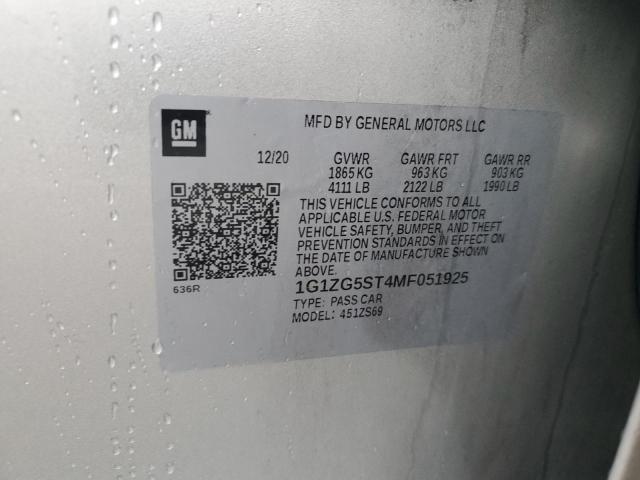 GM
MFD BY GENERAL MOTORS LLC
12/20 GVWR GAWR FRT GAWR RR
1865 KG 963 KG 903 KG
4111 LB 2122 LB 1990 LB
THIS VEHICLE CONFORMS TO ALL
APPLICABLE U.S. FEDERAL MOTOR
VEHICLE SAFETY, BUMPER, AND THEFT
PREVENTION STANDARDS IN EFFECT ON
THE DATE OF MANUFACTURE SHOWN
ABOVE.
636R
1G1ZG5ST4MF051925
TYPE: PASS CAR
MODEL: 451ZS69